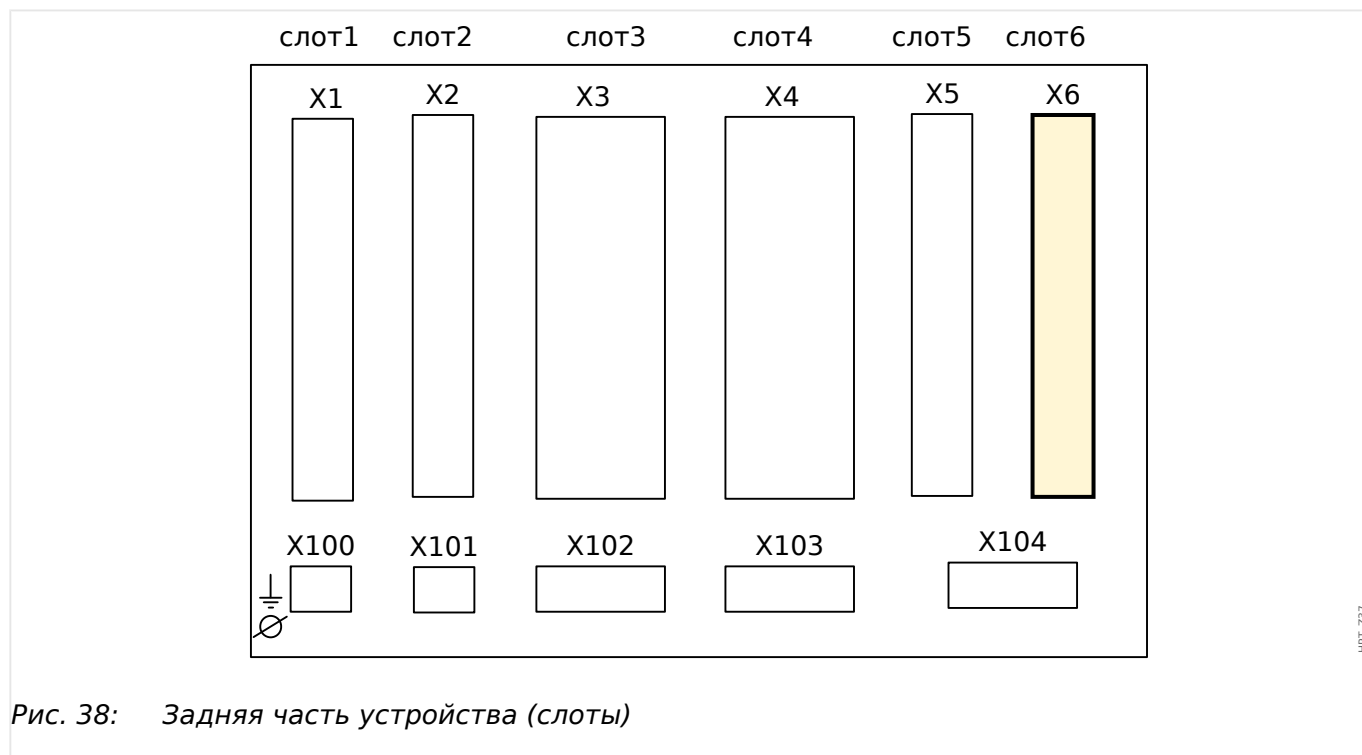 слот1 слот2 слот3 слот4 слот5 слот6
X1 X2 X3 X4 X5 X6
X100 X101 X102 X103 X104
Рис. 38: Задняя часть устройства (слоты)